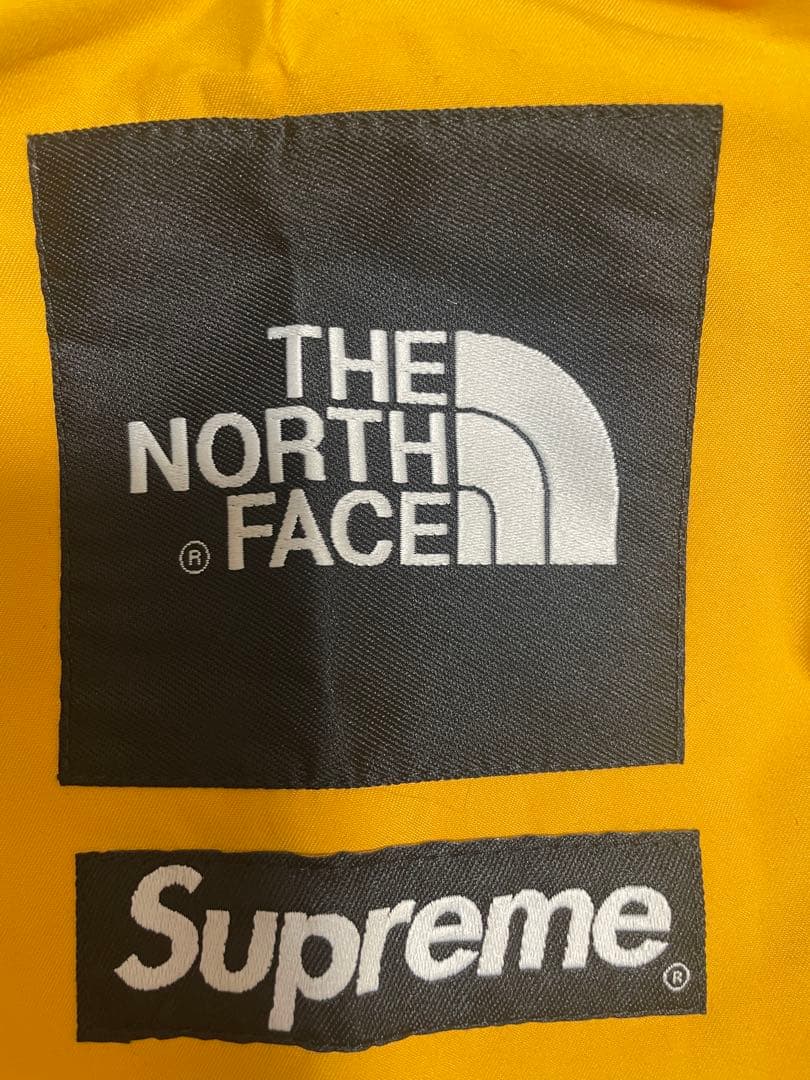 THE
NORTH
® FACE
Supreme®